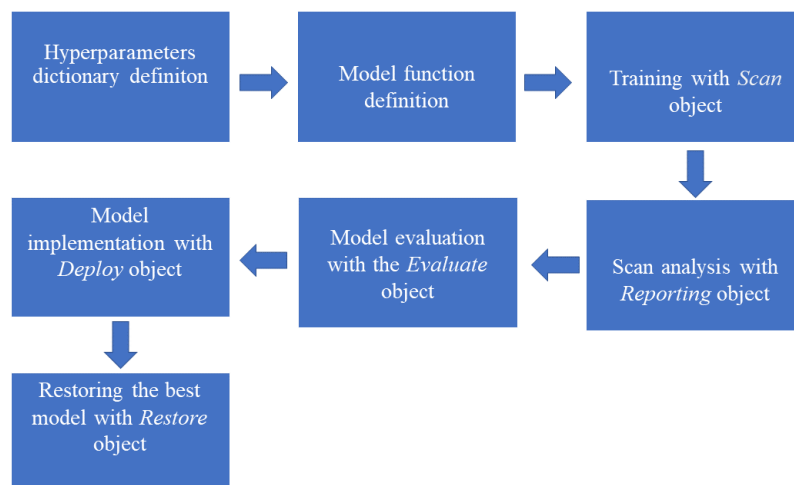 Hyperparameters
dictionary definiton
Model function
definition
Training with Scan
object
Scan analysis with
Reporting object
Model evaluation
with the Evaluate
object
Model
implementation with
Deploy object
Restoring the best
model with Restore
object